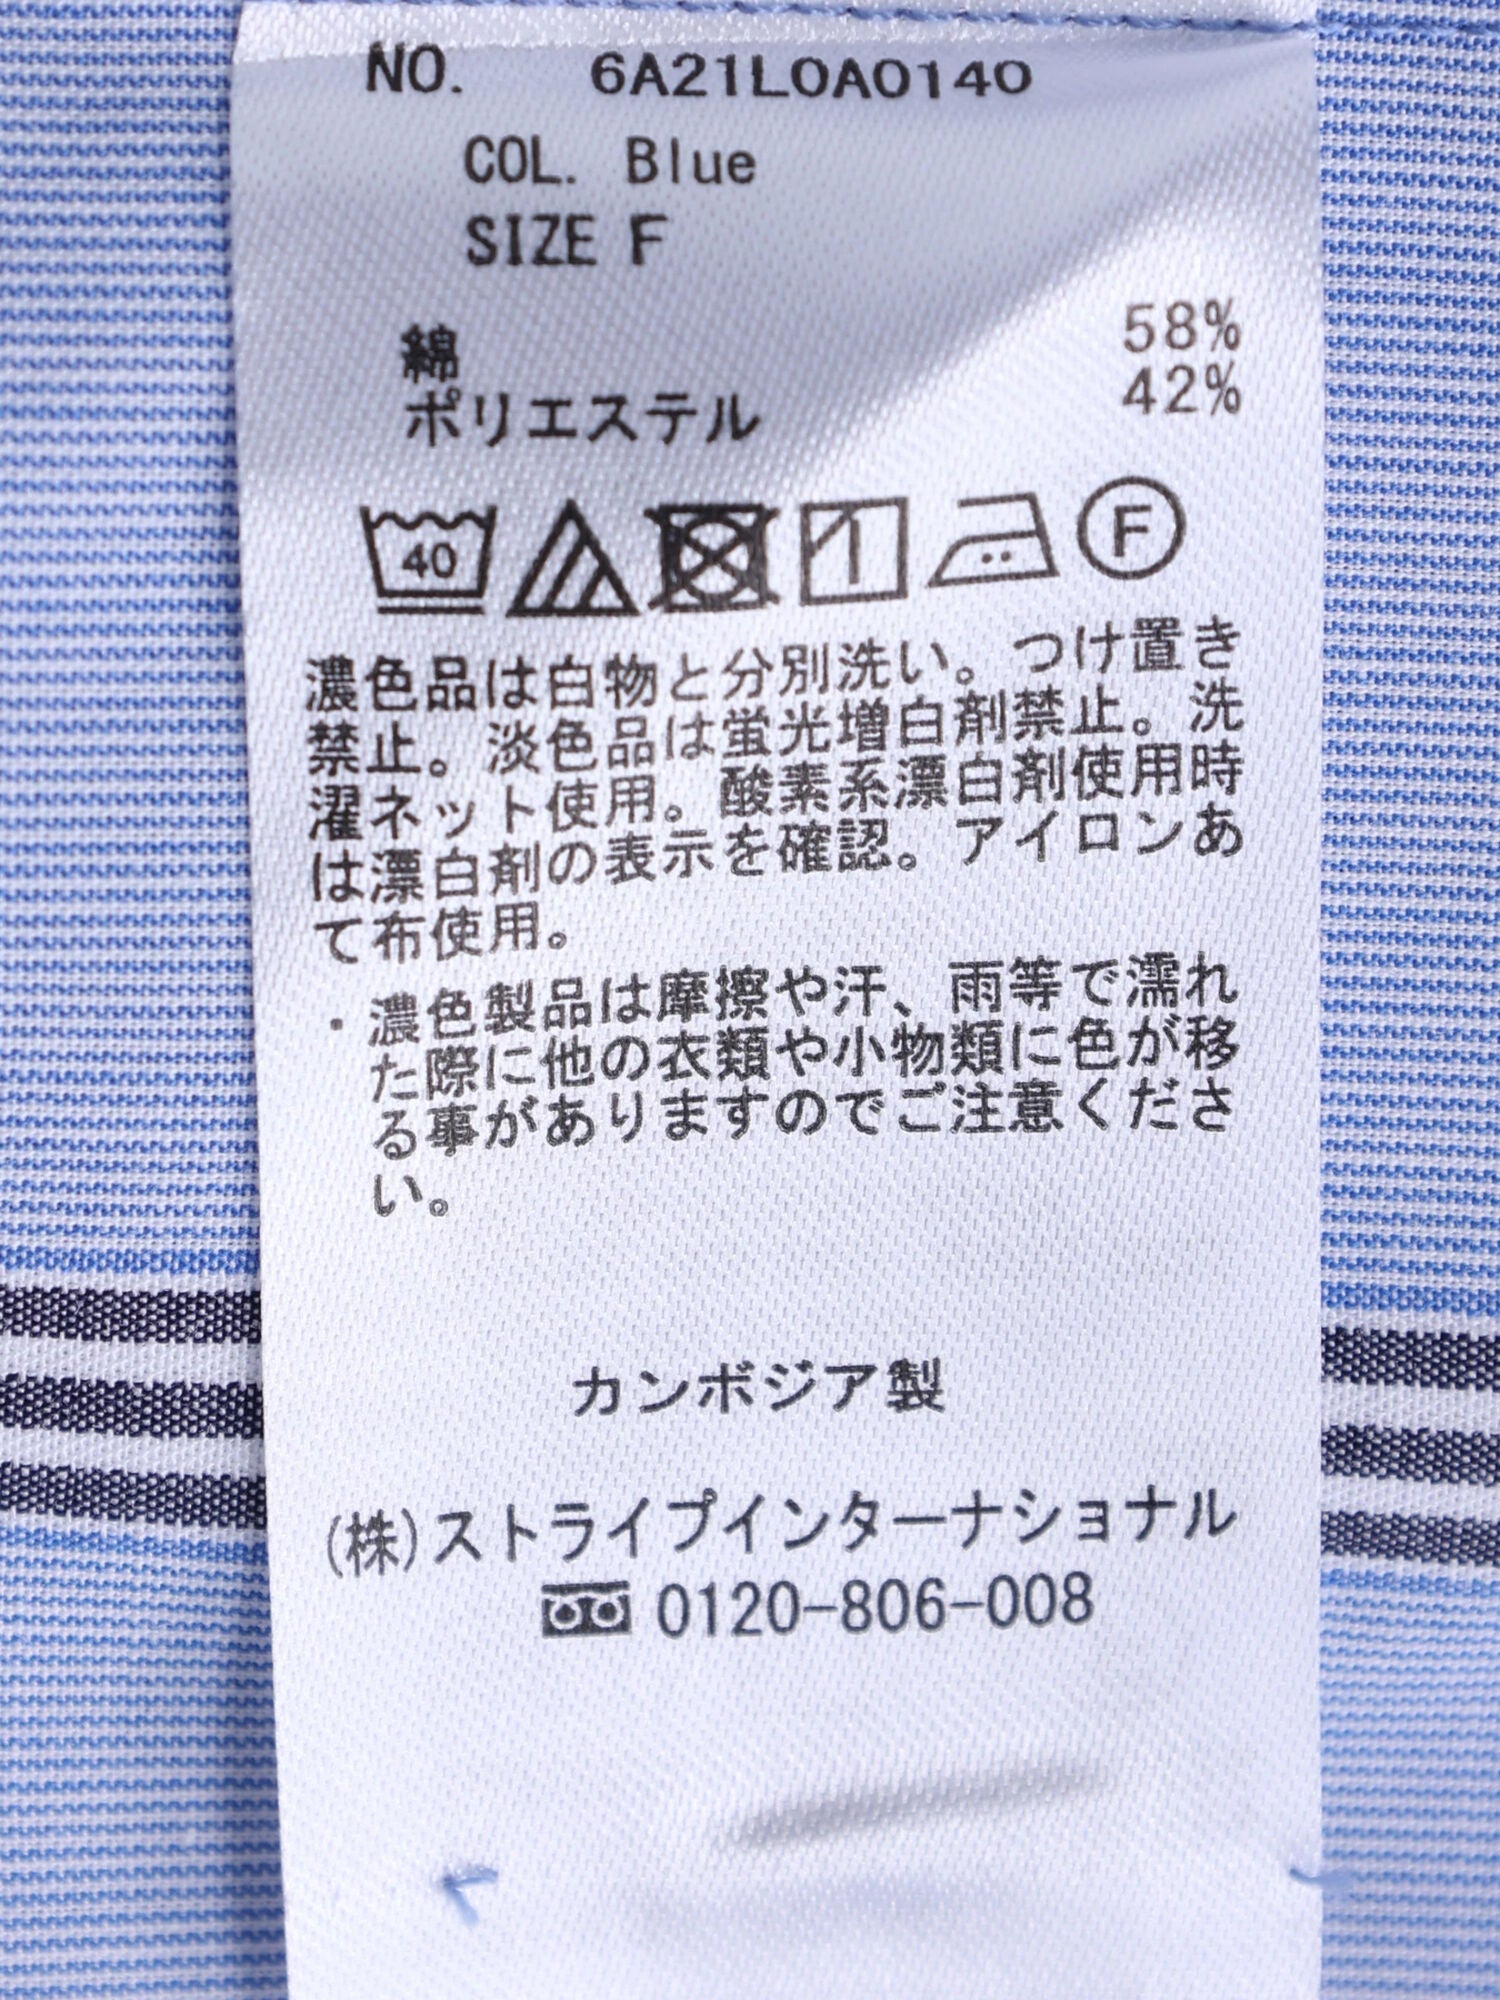 NO. 6A21L0A0140
COL. Blue
SIZE F
綿 58%
ポリエステル 42%
40 F
濃色品は白物と分別洗い。つけ置き
禁止。淡色品は蛍光増白剤禁止。洗
濯ネット使用。酸素系漂白剤使用時
は漂白剤の表示を確認。アイロンあ
て布使用。
・濃色製品は摩擦や汗、雨等で濡れ
た際に他の衣類や小物類に色が移
る事がありますのでご注意くださ
い。
カンボジア製
(株)ストライプインターナショナル
0120-806-008